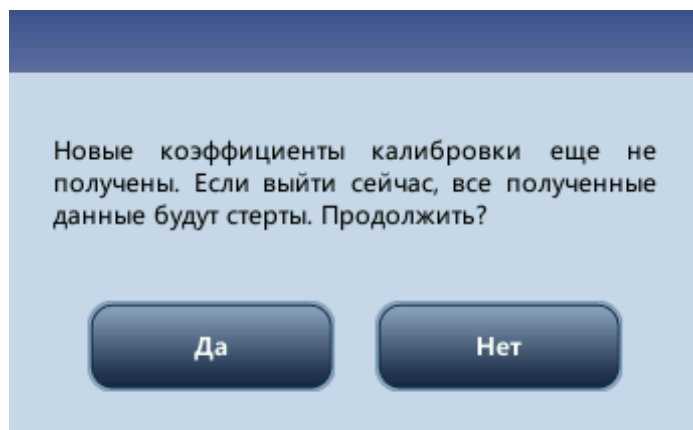 Новые коэффициенты калибровки еще не
получены. Если выйти сейчас, все полученные
данные будут стерты. Продолжить?
Да Нет